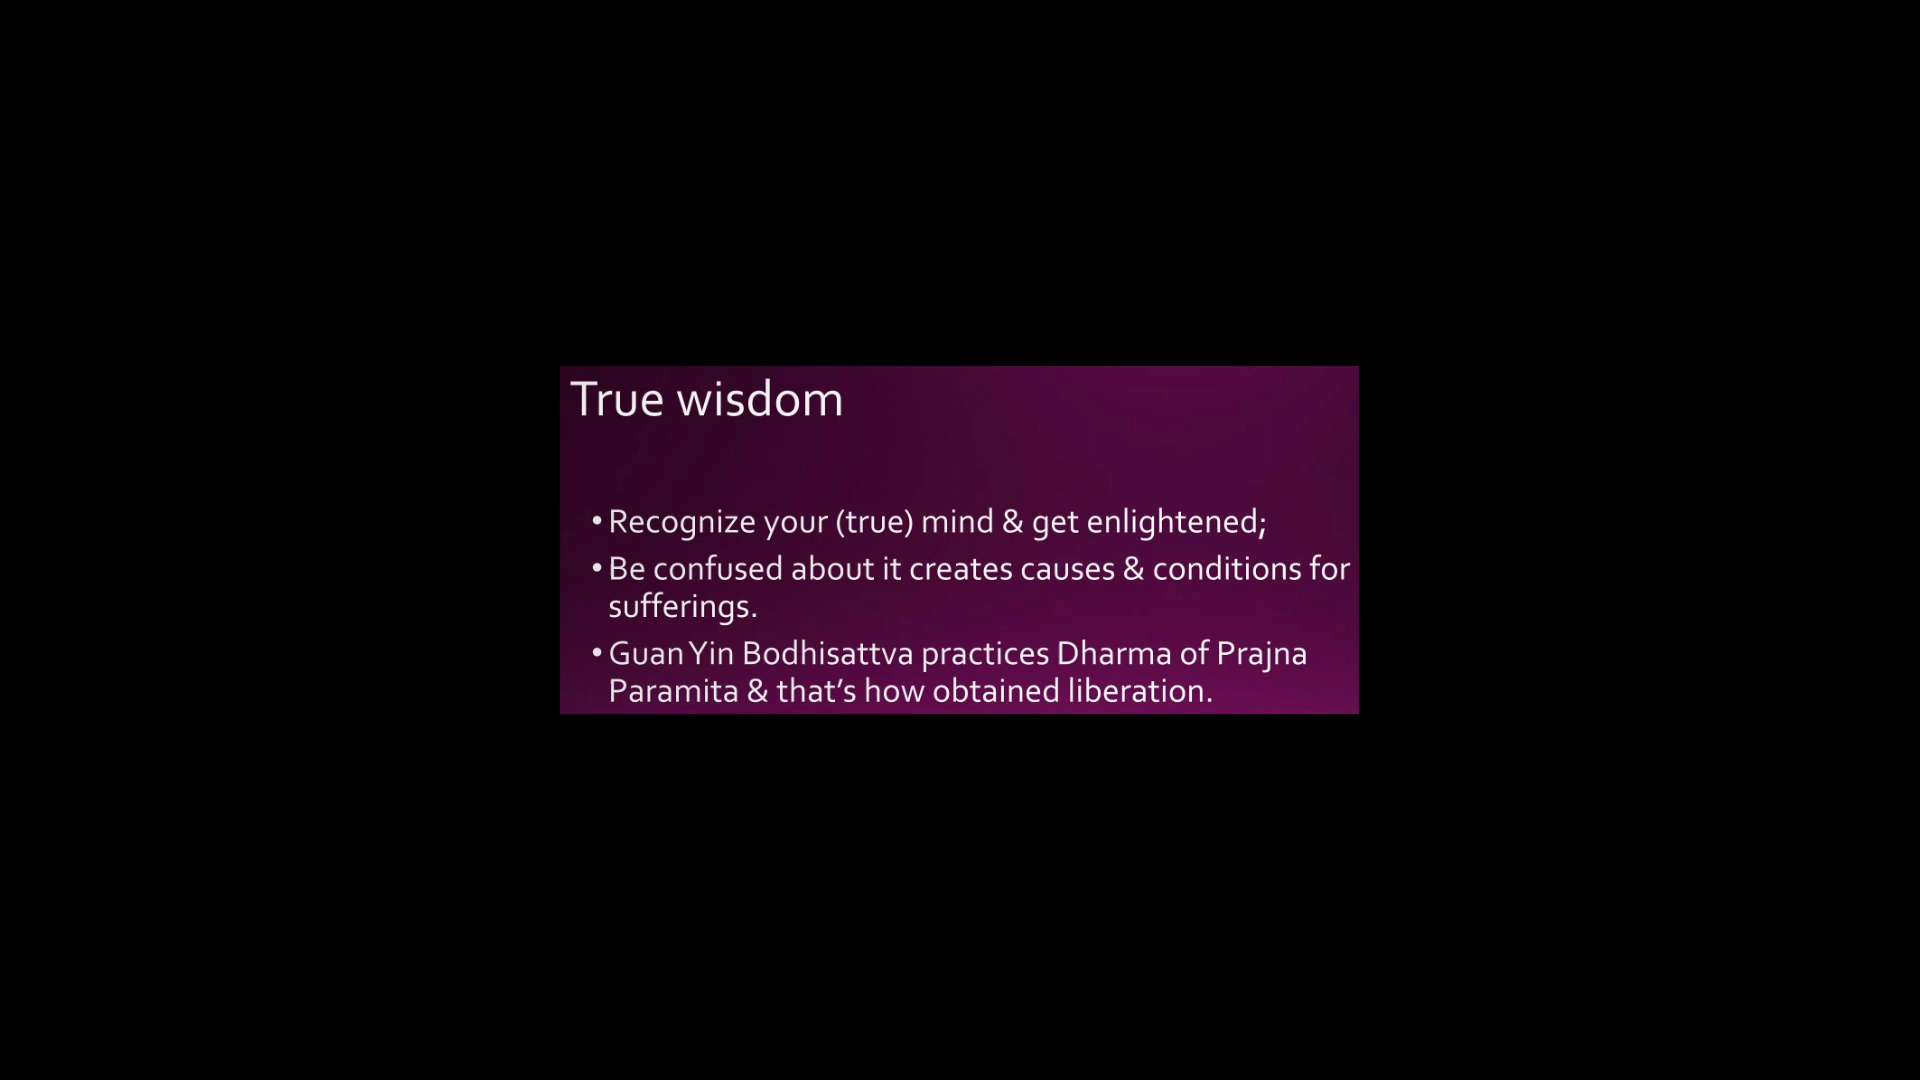 True wisdom
• Recognize your (true) mind & get enlightened;
• Be confused about it creates causes & conditions for
sufferings.
• Guan Yin Bodhisattva practices Dharma of Prajna
Paramita & that’s how obtained liberation.